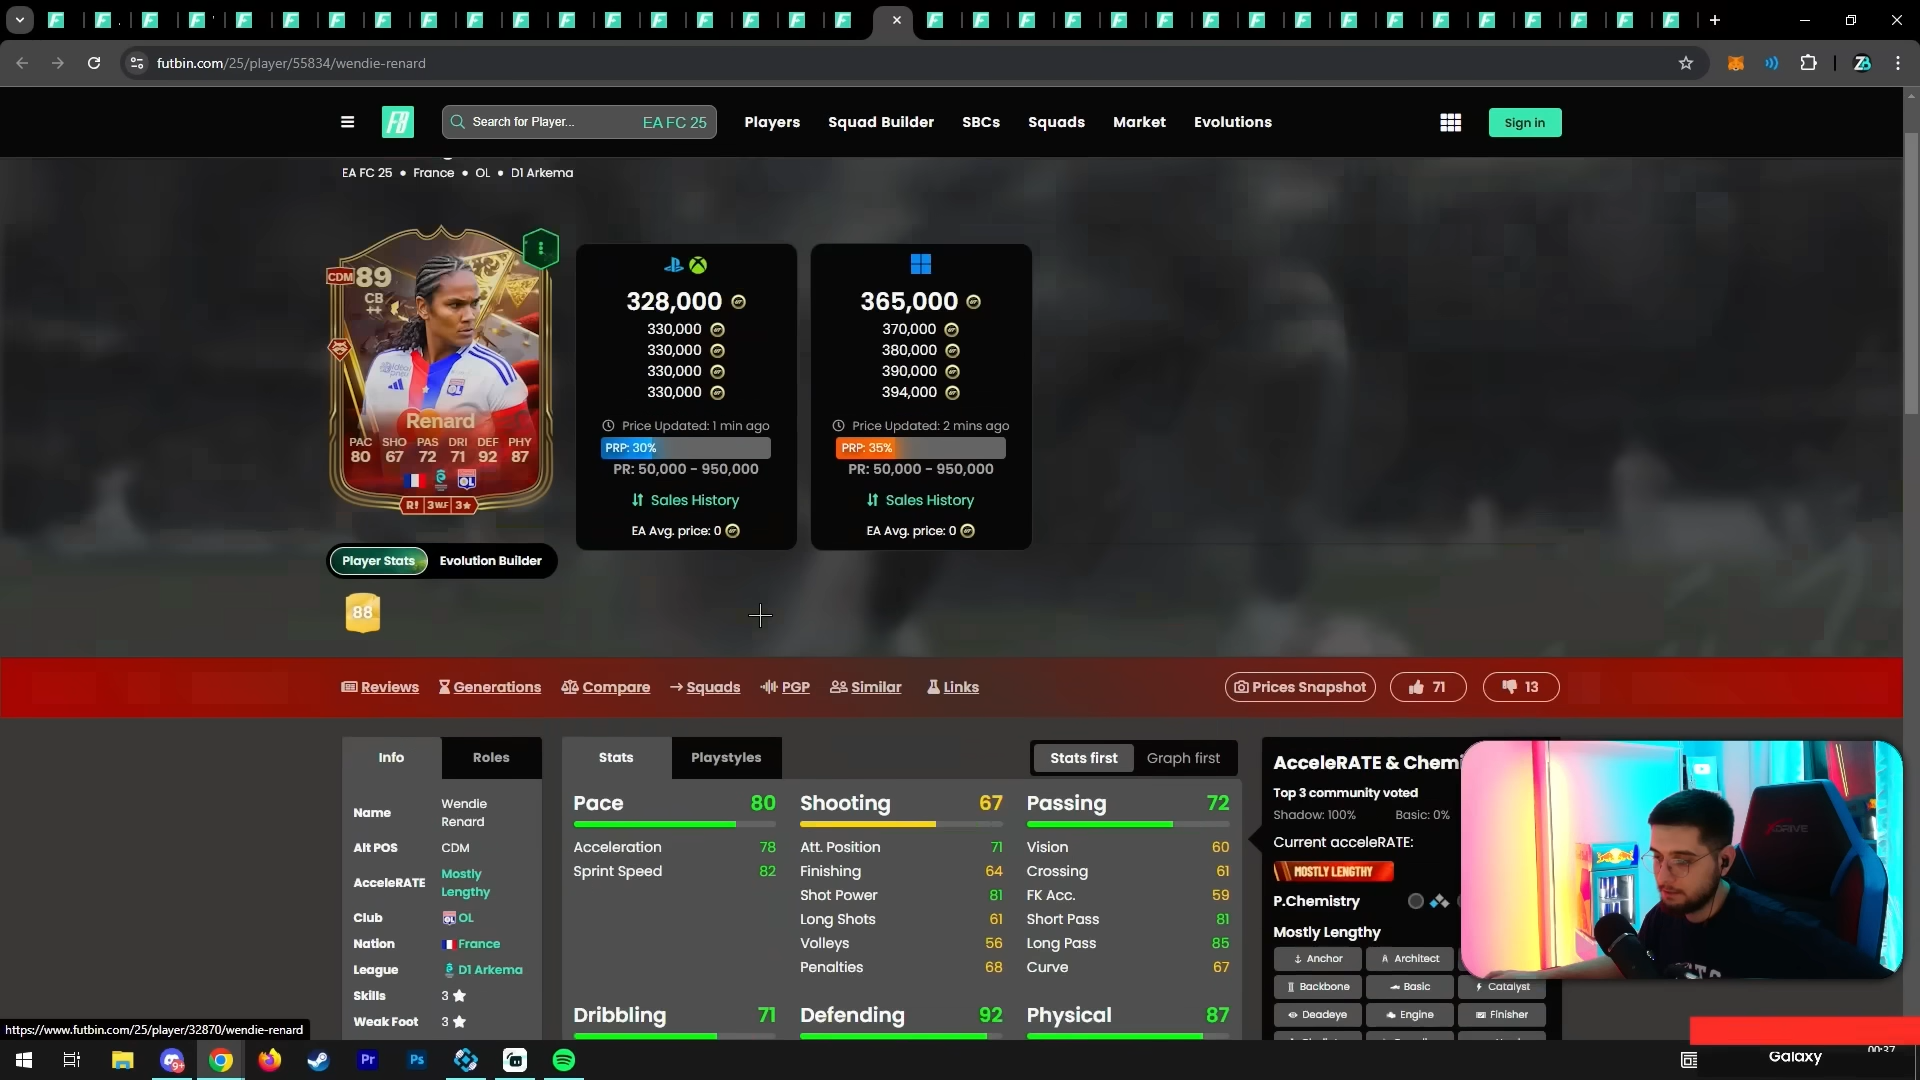 futbin.com/25/player/55834/wendie-renard
Search for Player...
EA FC 25
Players
Squad Builder
SBCs
Squads
Market
Evolutions
Sign in
EA FC 25 • France • OL • D1 Arkema
CDM
89
CB
++
Renard
PAC SHO PAS DRI DEF PHY
80 67 72 71 92 87
R! 3W.F 3★
328,000
330,000
330,000
330,000
330,000
Price Updated: 1 min ago
PRP: 30%
PR: 50,000 - 950,000
Sales History
EA Avg. price: 0
365,000
370,000
380,000
390,000
394,000
Price Updated: 2 mins ago
PRP: 35%
PR: 50,000 - 950,000
Sales History
EA Avg. price: 0
Player Stats
Evolution Builder
88
Reviews
Generations
Compare
Squads
PGP
Similar
Links
Prices Snapshot
71
13
Info
Roles
Name Wendie Renard
Alt POS CDM
AcceleRATE Mostly Lengthy
Club OL
Nation France
League D1 Arkema
Skills 3
Weak Foot 3
Stats
Playstyles
Stats first
Graph first
Pace 80
Acceleration 78
Sprint Speed 82
Shooting 67
Att. Position 71
Finishing 64
Shot Power 81
Long Shots 61
Volleys 56
Penalties 68
Passing 72
Vision 60
Crossing 61
FK Acc. 59
Short Pass 81
Long Pass 85
Curve 67
Dribbling 71
Defending 92
Physical 87
AcceleRATE & Chemi
Top 3 community voted
Shadow: 100% Basic: 0%
Current acceleRATE:
MOSTLY LENGTHY
P.Chemistry
Mostly Lengthy
Anchor
Architect
Backbone
Basic
Catalyst
Deadeye
Engine
Finisher
XDRIVE
https://www.futbin.com/25/player/32870/wendie-renard
Galaxy
00:37